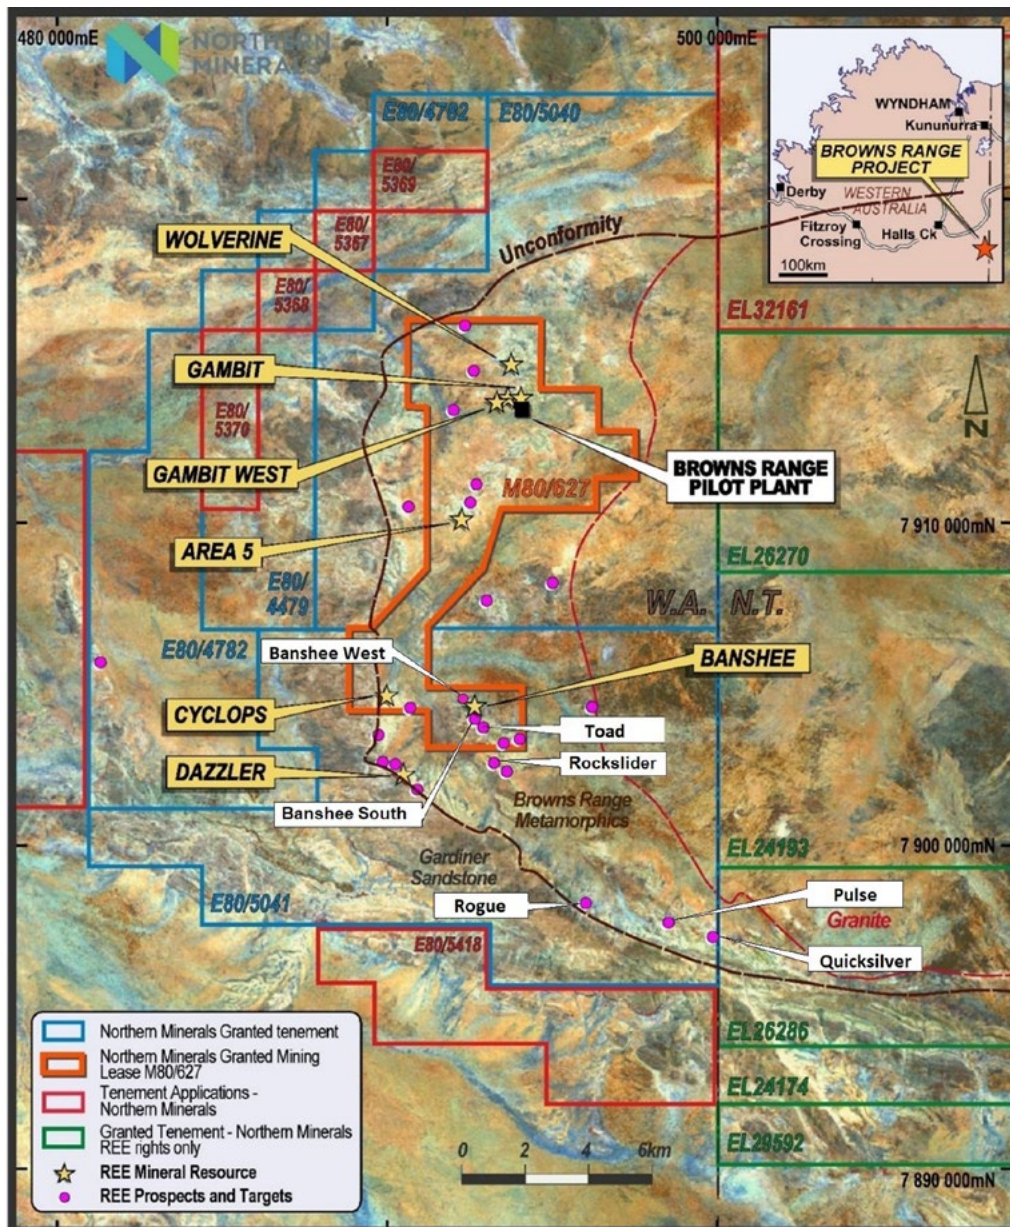 480 000mE
NORTHERN
MINERALS
500 000mE
WYNDHAM
Kununurra
BROWNS RANGE
PROJECT
Derby
WESTERN
AUSTRALIA
Fitzroy
Crossing
Halls Ck
100km
E80/4782
E80/5040
E80/
5369
E80/
5367
WOLVERINE
Unconformity
E80/
5368
EL32161
GAMBIT
E80/
5370
N
GAMBIT WEST
BROWNS RANGE
PILOT PLANT
M80/627
7 910 000mN
AREA 5
EL26270
E80/
4479
W.A.
N.T.
E80/4782
Banshee West
BANSHEE
CYCLOPS
Toad
Rockslider
DAZZLER
Banshee South
Browns Range
Metamorphics
7 900 000mN
EL24193
Gardiner
Sandstone
E80/5041
Rogue
Pulse
Granite
Quicksilver
E80/5418
EL26286
EL24174
EL29592
7 890 000mN
Northern Minerals Granted tenement
Northern Minerals Granted Mining
Lease M80/627
Tenement Applications -
Northern Minerals
Granted Tenement - Northern Minerals
REE rights only
REE Mineral Resource
REE Prospects and Targets
0 2 4 6km